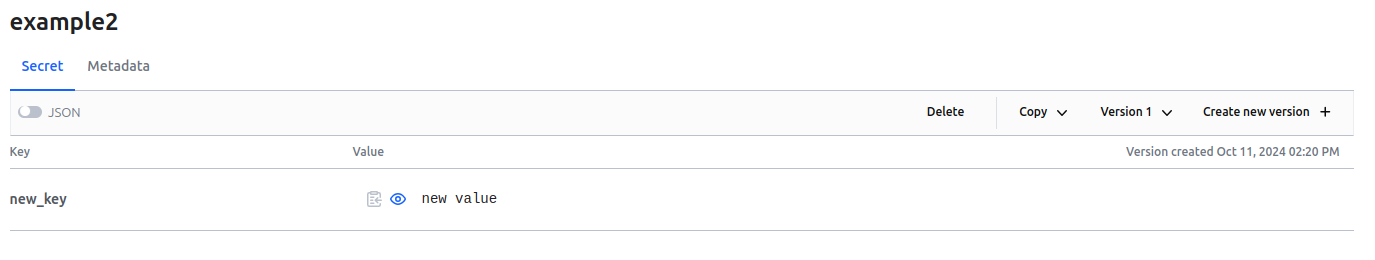 example2
Secret Metadata
JSON Delete Copy Version 1 Create new version +
Key Value Version created Oct 11, 2024 02:20 PM
new_key new value